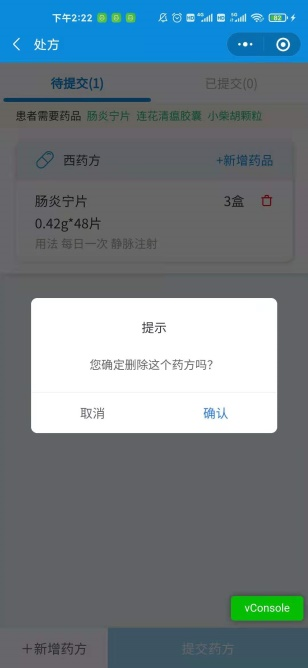 下午2:22
处方
待提交(1)
已提交(0)
患者需要药品 肠炎宁片 连花清瘟胶囊 小柴胡颗粒
西药方
+新增药品
肠炎宁片
3盒
0.42g*48片
用法 每日一次 静脉注射
提示
您确定删除这个药方吗?
取消
确认
vConsole
+新增药方
提交药方